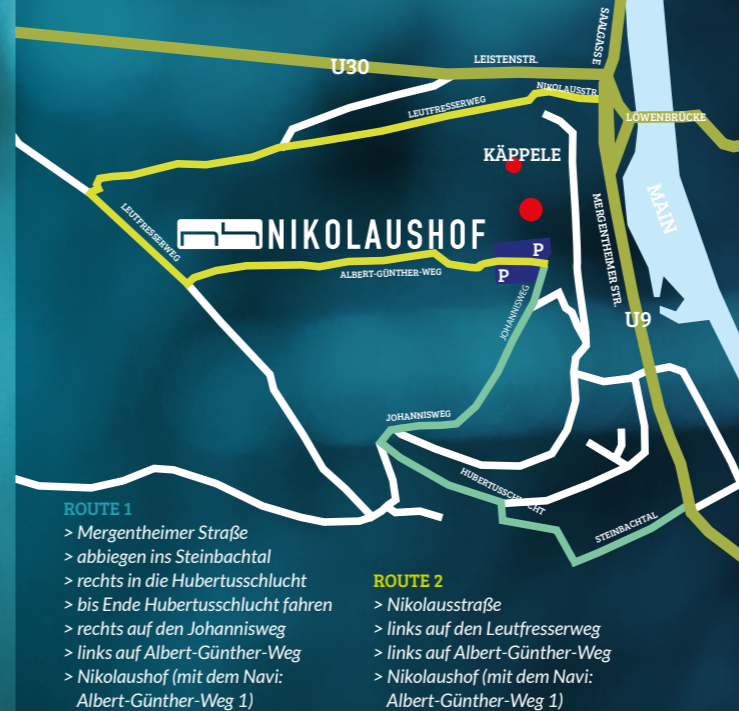 SAALGASSE
LEISTENSTR.
U30
NIKOLAUSSTR.
LEUTFRESSERWEG
LÖWENBRÜCKE
KÄPPELE
MAIN
MERGENTHEIMER STR.
LEUTFRESSERWEG
NIKOLAUSHOF
P
ALBERT-GÜNTHER-WEG
P
JOHANNISWEG
U9
JOHANNISWEG
HUBERTUSSCHLUCHT
STEINBACHTAL
ROUTE 1
> Mergentheimer Straße
> abbiegen ins Steinbachtal
> rechts in die Hubertusschlucht
> bis Ende Hubertusschlucht fahren
> rechts auf den Johannisweg
> links auf Albert-Günther-Weg
> Nikolaushof (mit dem Navi:
Albert-Günther-Weg 1)
ROUTE 2
> Nikolausstraße
> links auf den Leutfresserweg
> links auf Albert-Günther-Weg
> Nikolaushof (mit dem Navi:
Albert-Günther-Weg 1)